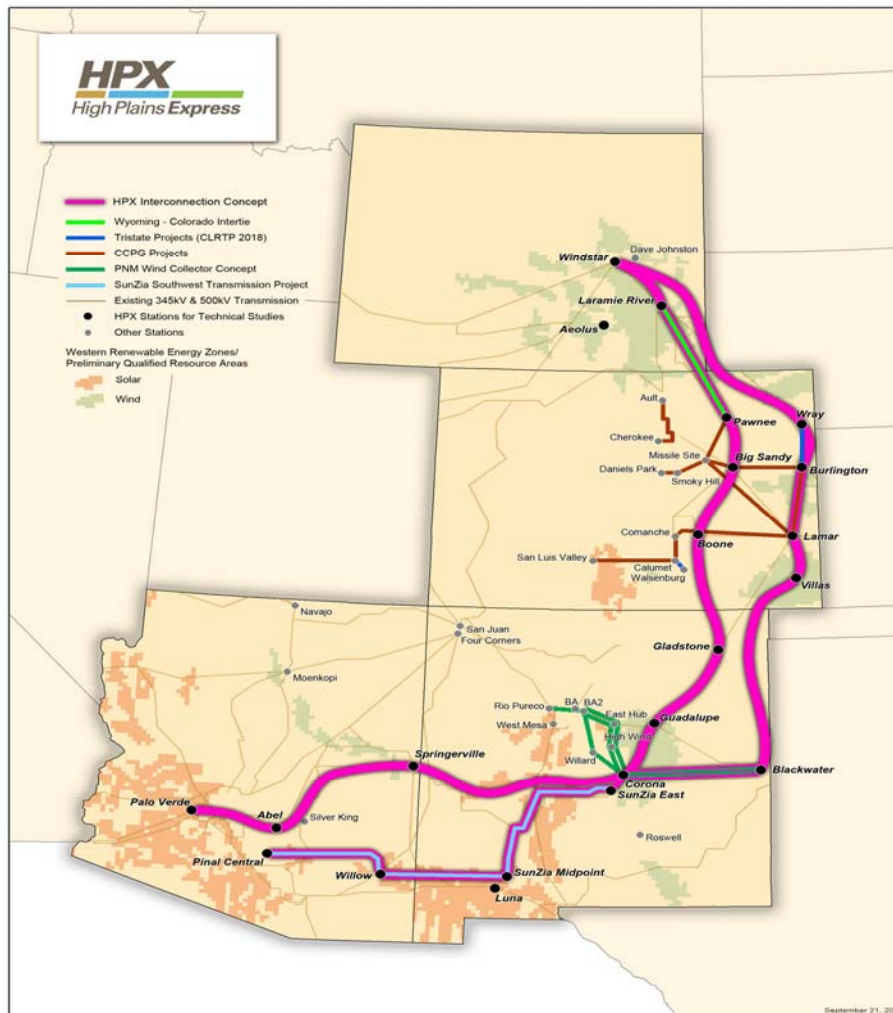 HPX
High Plains Express
HPX Interconnection Concept
Wyoming - Colorado Intertie
Tristate Projects (CLRTP 2018)
CCPG Projects
PNM Wind Collector Concept
SunZia Southwest Transmission Project
Existing 345kV & 500kV Transmission
HPX Stations for Technical Studies
Other Stations
Western Renewable Energy Zones/
Preliminary Qualified Resource Areas
Solar
Wind
Dave Johnston
Windstar
Laramie River
Aeolus
Ault
Pawnee
Wray
Cherokee
Missile Site
Big Sandy
Daniels Park
Smoky Hill
Burlington
Comanche
Boone
Lamar
San Luis Valley
Calumet
Walsenburg
Villas
Navajo
San Juan
Four Corners
Gladstone
Moenkopi
Rio Pureco
BA
BA2
East Hub
West Mesa
Guadalupe
High Wind
Willard
Springerville
Corona
Blackwater
SunZia East
Palo Verde
Abel
Silver King
Roswell
Pinal Central
Willow
SunZia Midpoint
Luna
September 21, 20